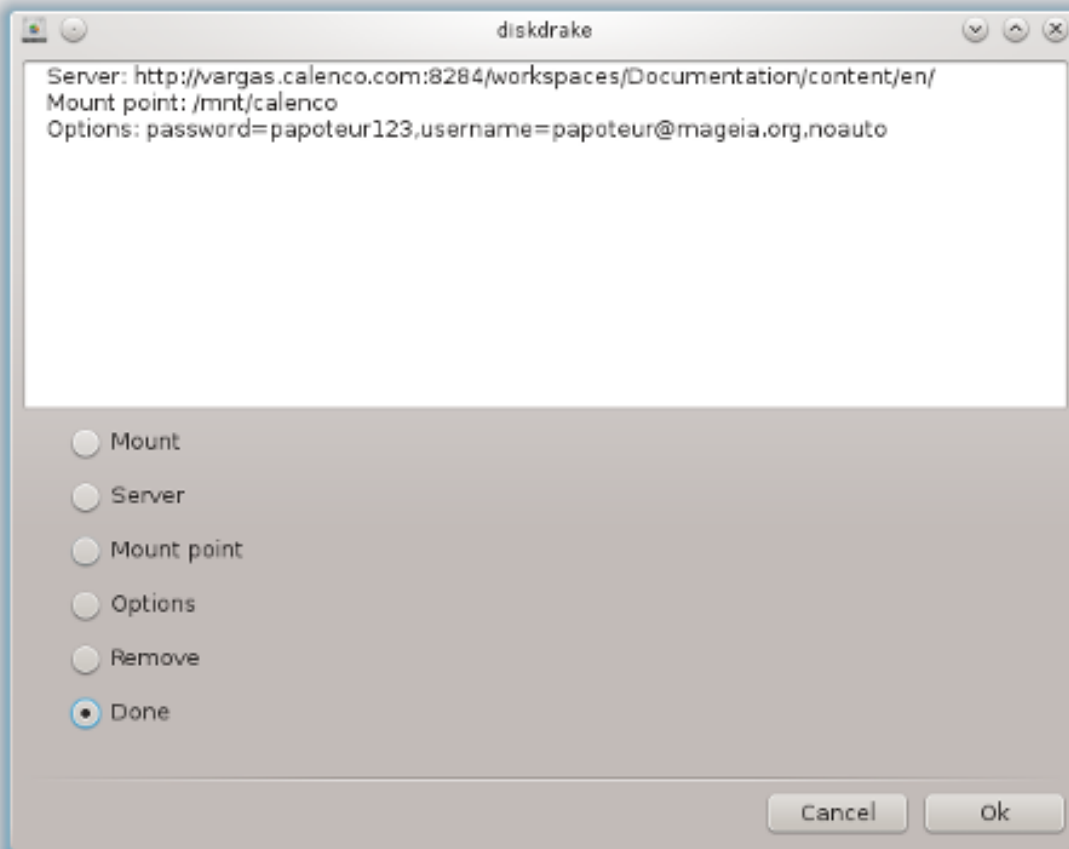 diskdrake
Server: http://vargas.calenco.com:8284/workspaces/Documentation/content/en/
Mount point: /mnt/calenco
Options: password=papoteur123,username=papoteur@mageia.org,noauto
Mount
Server
Mount point
Options
Remove
Done
Cancel Ok